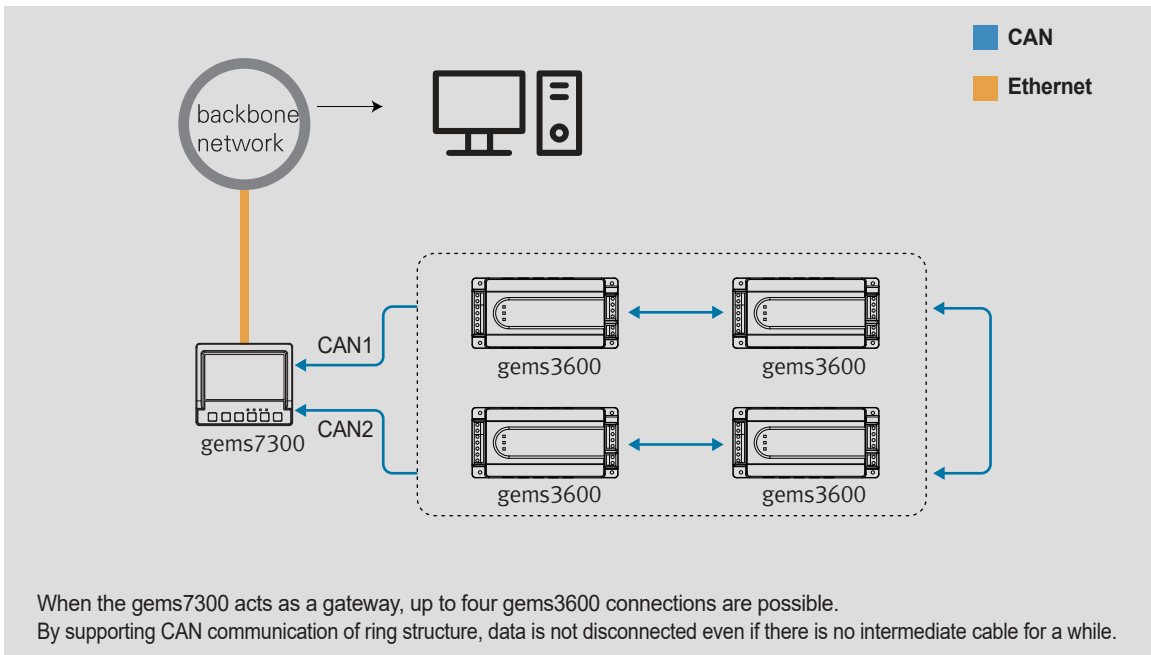 CAN
Ethernet
backbone
network
CAN1
gems3600
gems3600
gems7300
CAN2
gems3600
gems3600
When the gems7300 acts as a gateway, up to four gems3600 connections are possible.
By supporting CAN communication of ring structure, data is not disconnected even if there is no intermediate cable for a while.